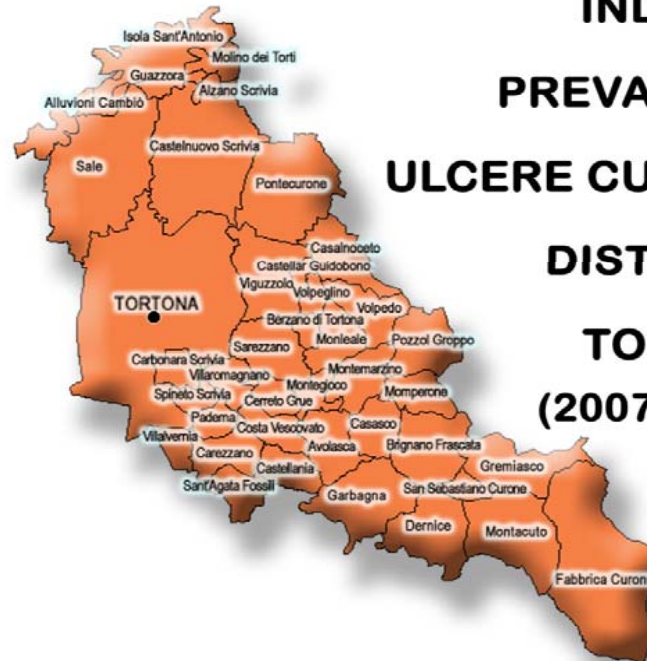 IND
PREVA
ULCERE CU
DIST
TO
(2007
Isola Sant'Antonio
Molino dei Torti
Guazzora
Alzano Scrivia
Alluvioni Cambiò
Castelnuovo Scrivia
Sale
Pontecurone
Casalnoceto
Castellar Guidobono
Viguzzolo
Volpeglino
Volpedo
TORTONA
Berzano di Tortona
Sarezzano
Monleale
Pozzol Groppo
Carbonara Scrivia
Villaromagnano
Montemarzino
Montegioco
Momperone
Spineto Scrivia
Cerreto Grue
Paderna
Costa Vescovato
Casasco
Villalvernia
Avolasca
Brignano Frascata
Carezzano
Castellania
Gremiasco
Sant'Agata Fossili
Garbagna
San Sebastiano Curone
Dernice
Montacuto
Fabbrica Curon